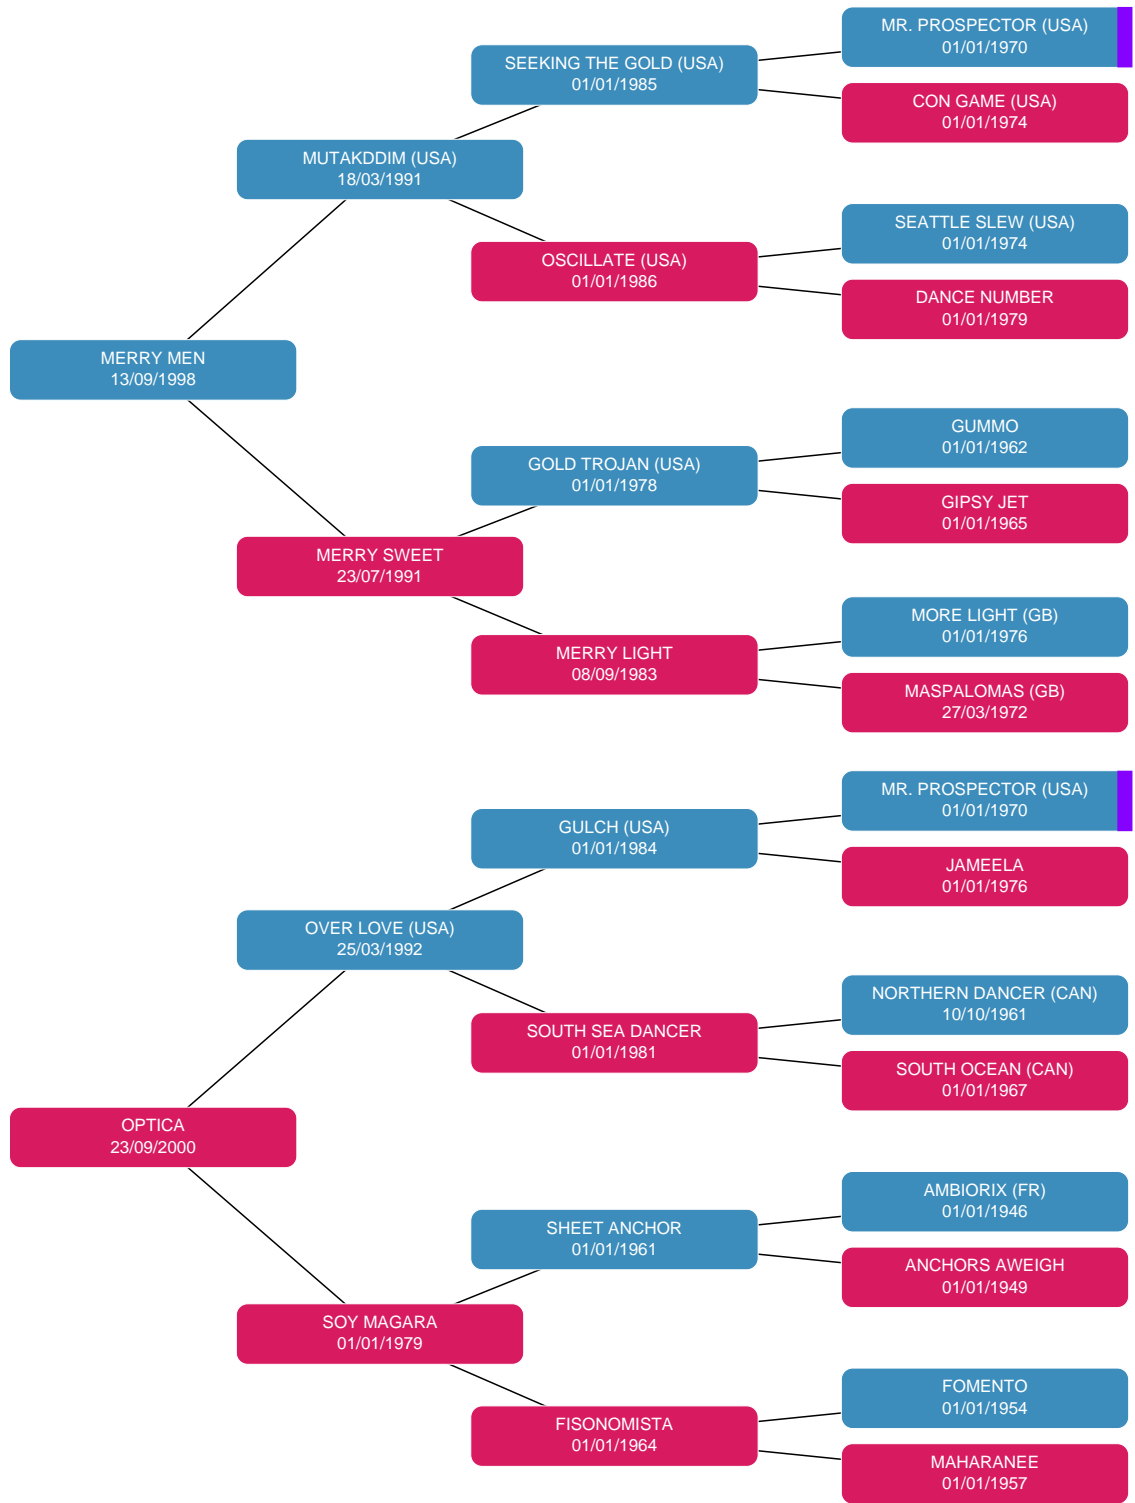 MR. PROSPECTOR (USA)
01/01/1970
SEEKING THE GOLD (USA)
01/01/1985
CON GAME (USA)
01/01/1974
MUTAKDDIM (USA)
18/03/1991
SEATTLE SLEW (USA)
01/01/1974
OSCILLATE (USA)
01/01/1986
DANCE NUMBER
01/01/1979
MERRY MEN
13/09/1998
GUMMO
01/01/1962
GOLD TROJAN (USA)
01/01/1978
GIPSY JET
01/01/1965
MERRY SWEET
23/07/1991
MORE LIGHT (GB)
01/01/1976
MERRY LIGHT
08/09/1983
MASPALOMAS (GB)
27/03/1972
MR. PROSPECTOR (USA)
01/01/1970
GULCH (USA)
01/01/1984
JAMEELA
01/01/1976
OVER LOVE (USA)
25/03/1992
NORTHERN DANCER (CAN)
10/10/1961
SOUTH SEA DANCER
01/01/1981
SOUTH OCEAN (CAN)
01/01/1967
OPTICA
23/09/2000
AMBIORIX (FR)
01/01/1946
SHEET ANCHOR
01/01/1961
ANCHORS AWEIGH
01/01/1949
SOY MAGARA
01/01/1979
FOMENTO
01/01/1954
FISONOMISTA
01/01/1964
MAHARANEE
01/01/1957